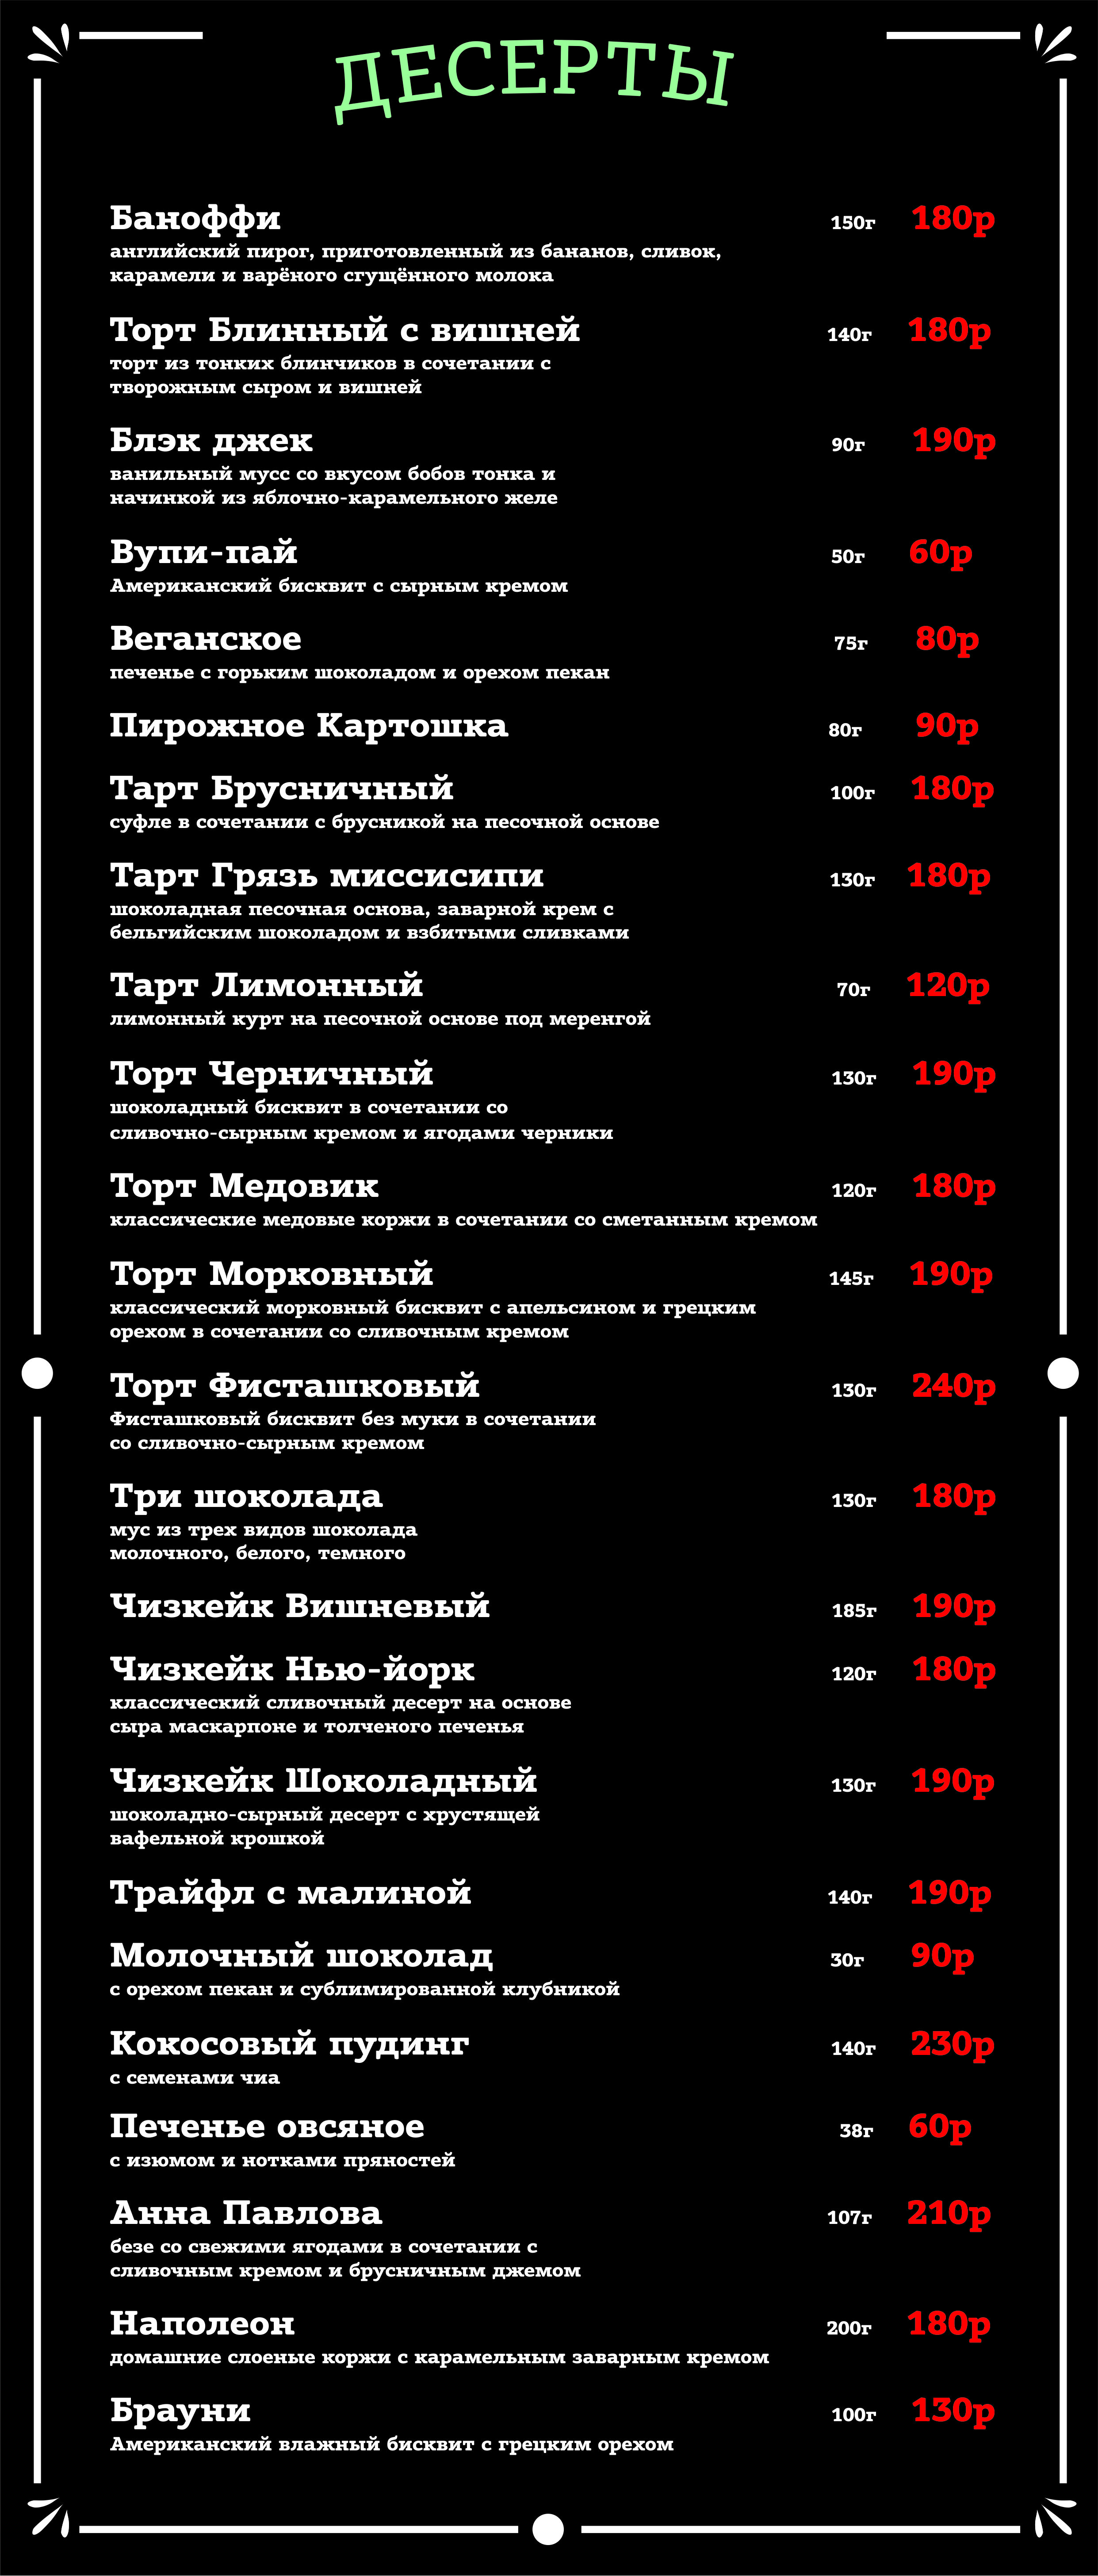 ДЕСЕРТЫ
Баноффи 150г 180р
английский пирог, приготовленный из бананов, сливок,
карамели и варёного сгущённого молока
Торт Блинный с вишней 140г 180р
торт из тонких блинчиков в сочетании с
творожным сыром и вишней
Блэк джек 90г 190р
ванильный мусс со вкусом бобов тонка и
начинкой из яблочно-карамельного желе
Вупи-пай 50г 60р
Американский бисквит с сырным кремом
Веганское 75г 80р
печенье с горьким шоколадом и орехом пекан
Пирожное Картошка 80г 90р
Тарт Брусничный 100г 180р
суфле в сочетании с брусникой на песочной основе
Тарт Грязь миссисипи 130г 180р
шоколадная песочная основа, заварной крем с
бельгийским шоколадом и взбитыми сливками
Тарт Лимонный 70г 120р
лимонный курт на песочной основе под меренгой
Торт Черничный 130г 190р
шоколадный бисквит в сочетании со
сливочно-сырным кремом и ягодами черники
Торт Медовик 120г 180р
классические медовые коржи в сочетании со сметанным кремом
Торт Морковный 145г 190р
классический морковный бисквит с апельсином и грецким
орехом в сочетании со сливочным кремом
Торт Фисташковый 130г 240р
Фисташковый бисквит без муки в сочетании
со сливочно-сырным кремом
Три шоколада 130г 180р
мус из трех видов шоколада
молочного, белого, темного
Чизкейк Вишневый 185г 190р
Чизкейк Нью-йорк 120г 180р
классический сливочный десерт на основе
сыра маскарпоне и толченого печенья
Чизкейк Шоколадный 130г 190р
шоколадно-сырный десерт с хрустящей
вафельной крошкой
Трайфл с малиной 140г 190р
Молочный шоколад 30г 90р
с орехом пекан и сублимированной клубникой
Кокосовый пудинг 140г 230р
с семенами чиа
Печенье овсяное 38г 60р
с изюмом и нотками пряностей
Анна Павлова 107г 210р
безе со свежими ягодами в сочетании с
сливочным кремом и брусничным джемом
Наполеон 200г 180р
домашние слоеные коржи с карамельным заварным кремом
Брауни 100г 130р
Американский влажный бисквит с грецким орехом